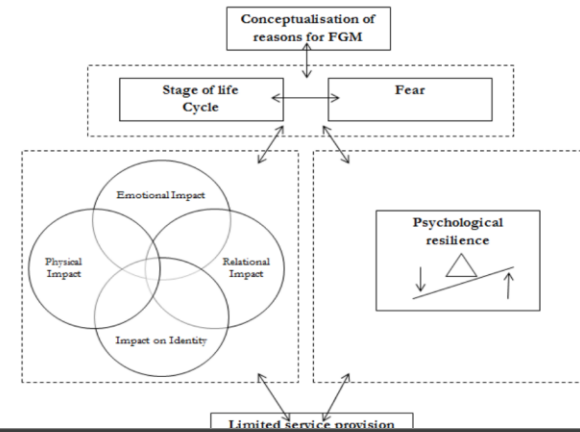 Conceptualisation of
reasons for FGM
Stage of life
Cycle
Fear
Emotional Impact
Physical
Impact
Relational
Impact
Impact on Identity
Psychological
resilience
Limited service provision